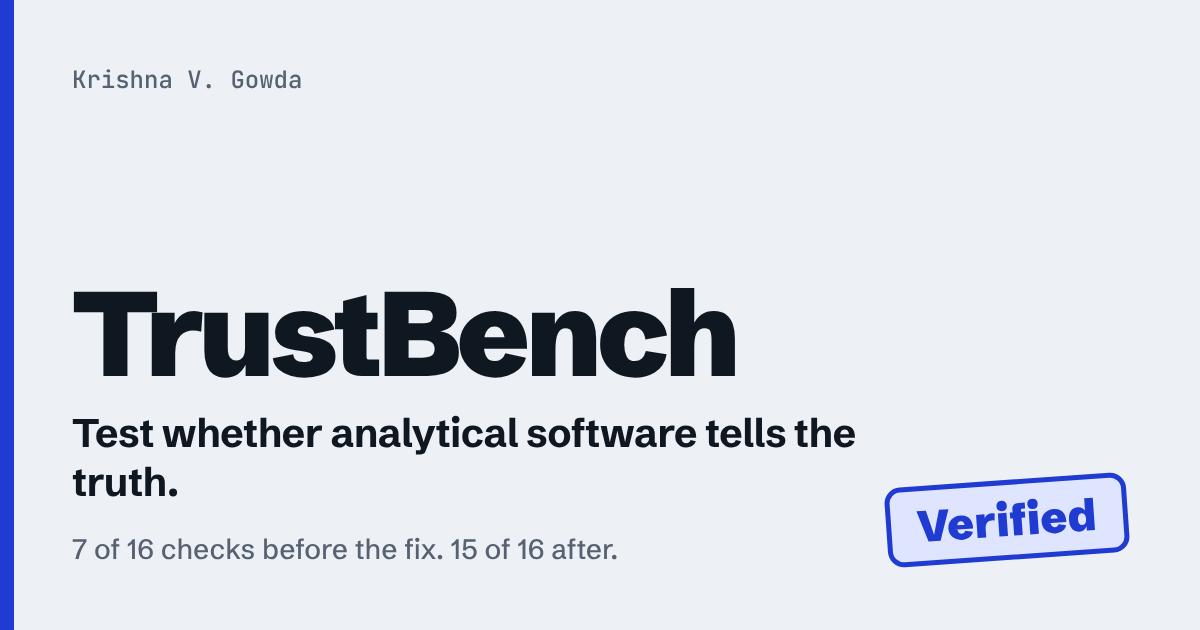 Krishna V. Gowda
TrustBench
Test whether analytical software tells the
truth.
7 of 16 checks before the fix. 15 of 16 after.
Verified